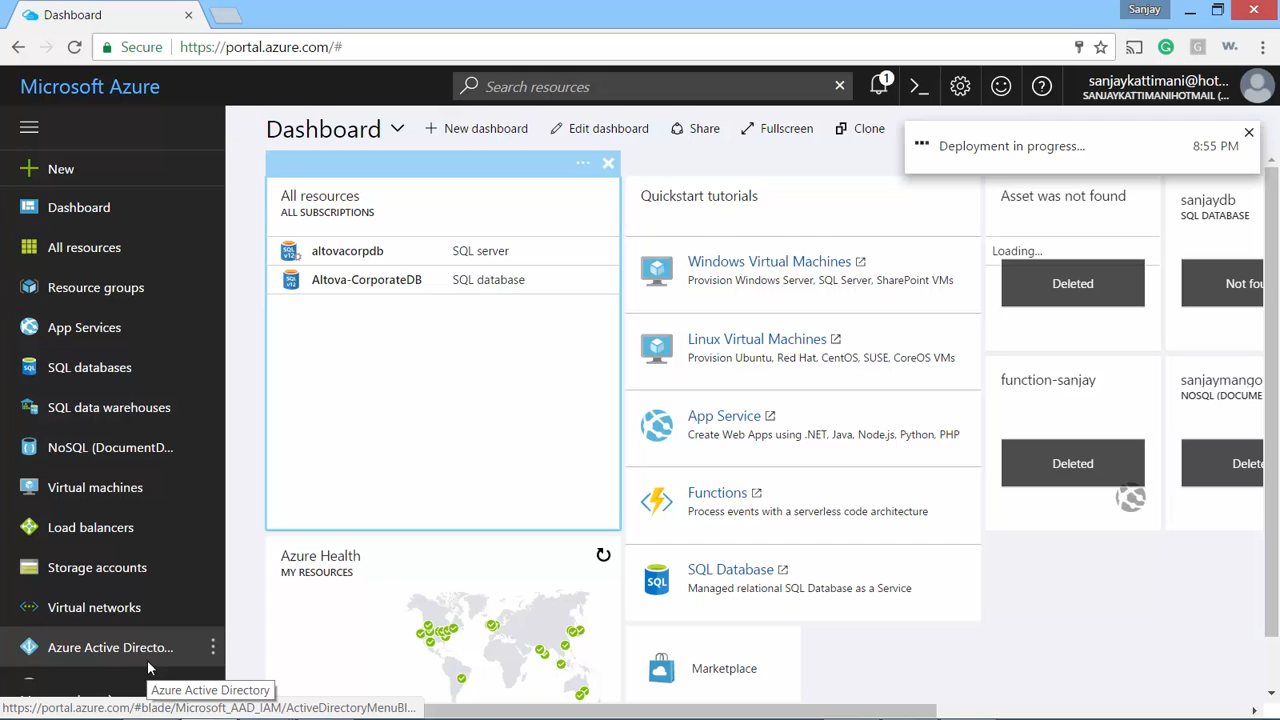 Dashboard
Sanjay
Secure
https://portal.azure.com/#
G
G
w.
Microsoft Azure
Search resources
1
sanjaykattimani@hot...
SANJAYKATTIMANIHOTMAIL (...
Dashboard
New dashboard
Edit dashboard
Share
Fullscreen
Clone
Deployment in progress...
8:55 PM
New
Dashboard
All resources
Resource groups
App Services
SQL databases
SQL data warehouses
NoSQL (DocumentD...
Virtual machines
Load balancers
Storage accounts
Virtual networks
Azure Active Directo...
Azure Active Directory
https://portal.azure.com/#blade/Microsoft_AAD_IAM/ActiveDirectoryMenuBl...
All resources
ALL SUBSCRIPTIONS
altovacorpdb SQL server
Altova-CorporateDB SQL database
Azure Health
MY RESOURCES
Quickstart tutorials
Windows Virtual Machines
Provision Windows Server, SQL Server, SharePoint VMs
Linux Virtual Machines
Provision Ubuntu, Red Hat, CentOS, SUSE, CoreOS VMs
App Service
Create Web Apps using .NET, Java, Node.js, Python, PHP
Functions
Process events with a serverless code architecture
SQL
SQL Database
Managed relational SQL Database as a Service
Marketplace
Asset was not found
Loading...
Deleted
sanjaydb
SQL DATABASE
Not fou
function-sanjay
Deleted
sanjaymango
NOSQL (DOCUME
Delete